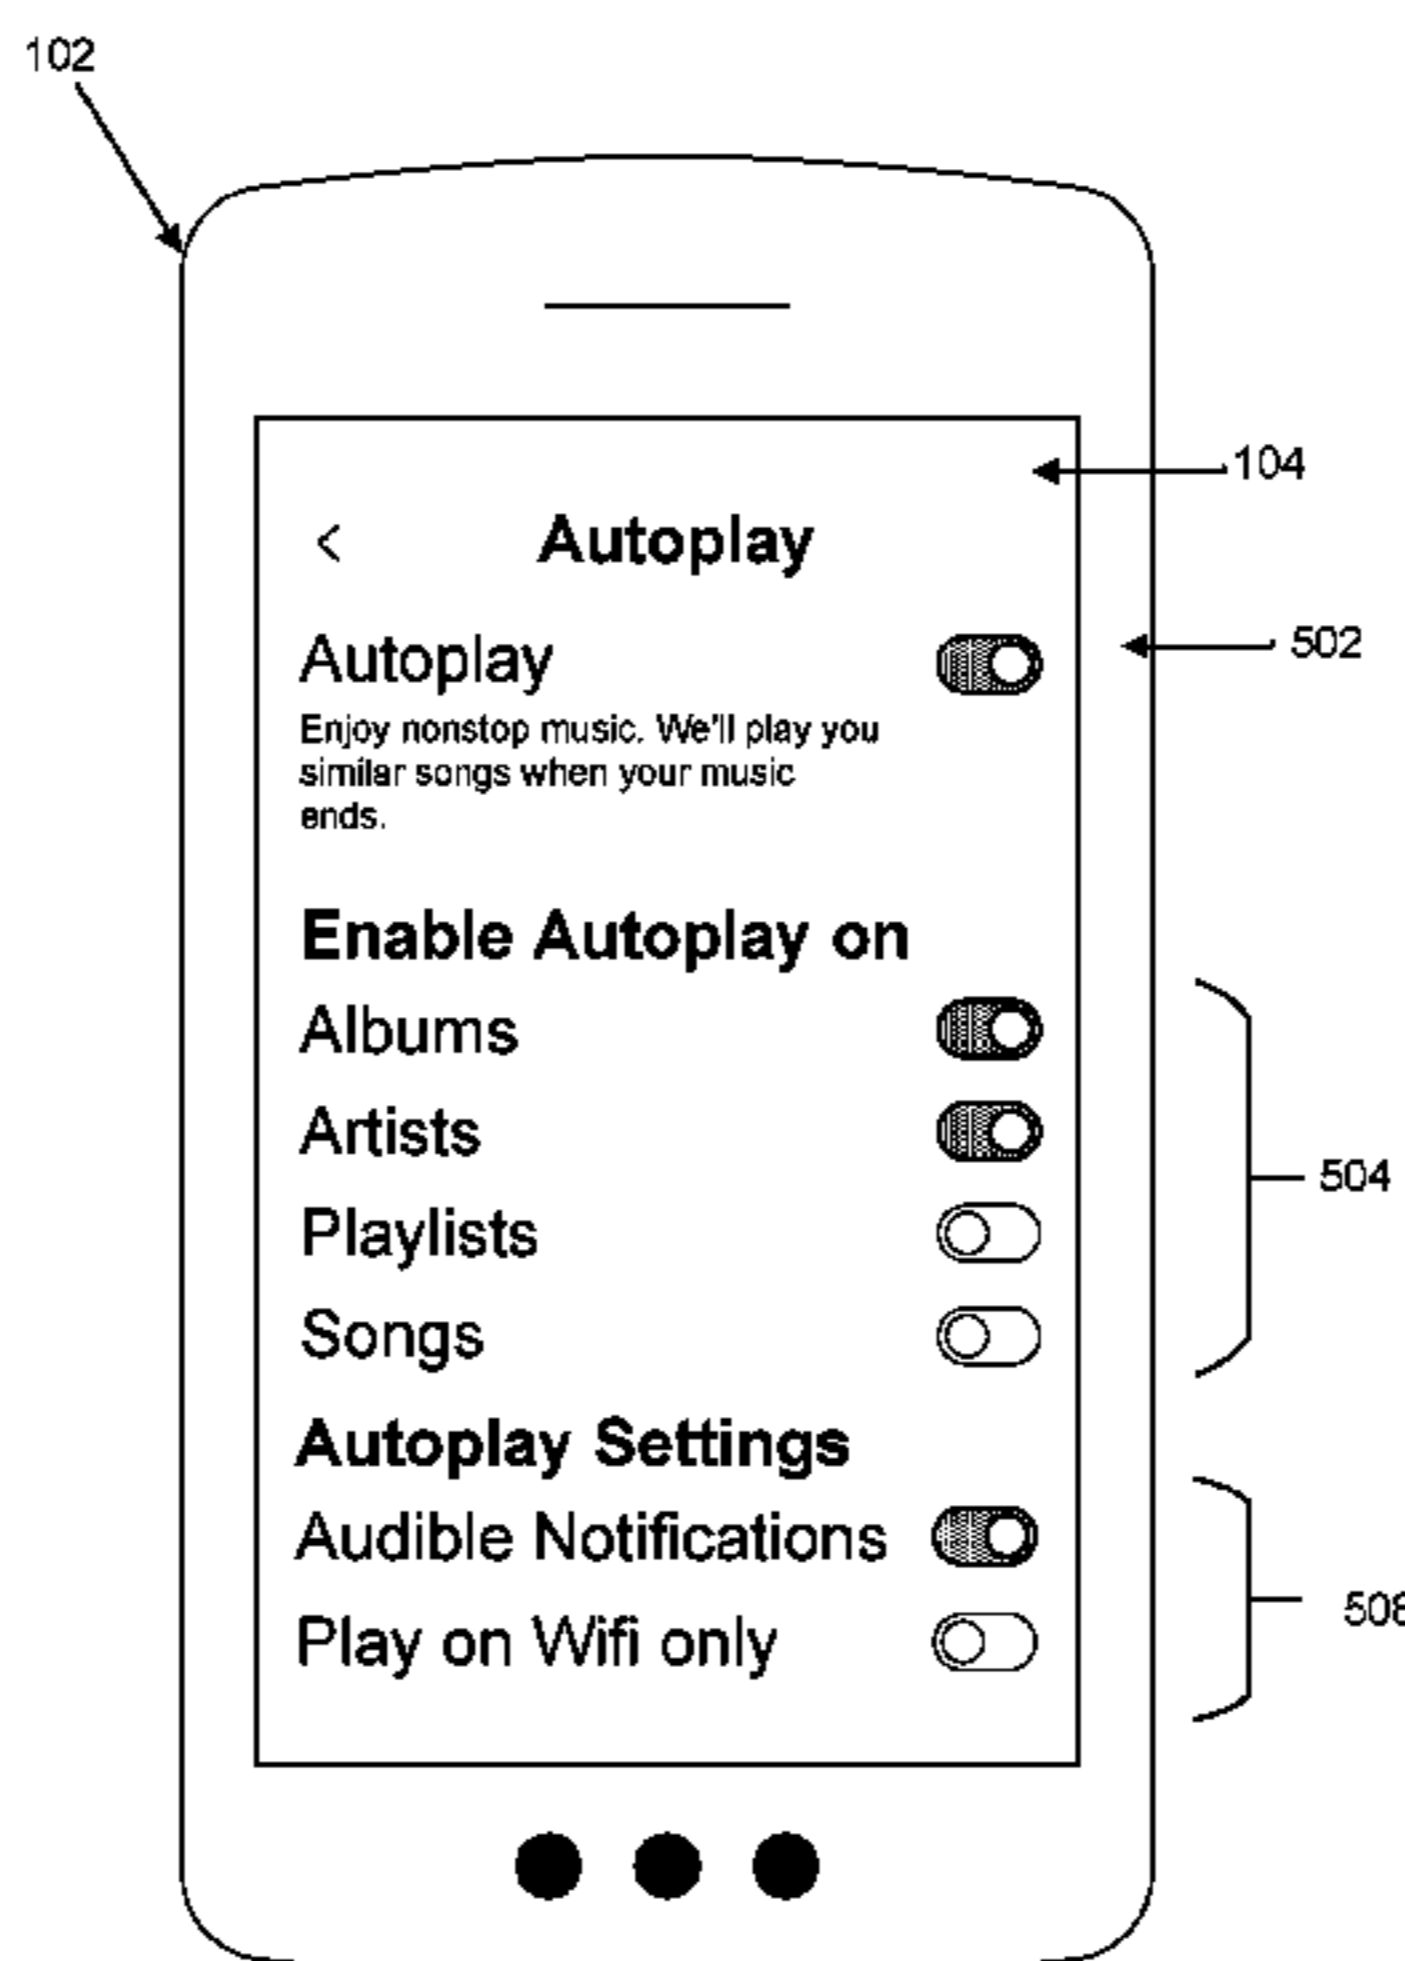 102
104
< Autoplay
Autoplay
502
Enjoy nonstop music. We'll play you
similar songs when your music
ends.
Enable Autoplay on
Albums
Artists
504
Playlists
Songs
Autoplay Settings
Audible Notifications
Play on Wifi only